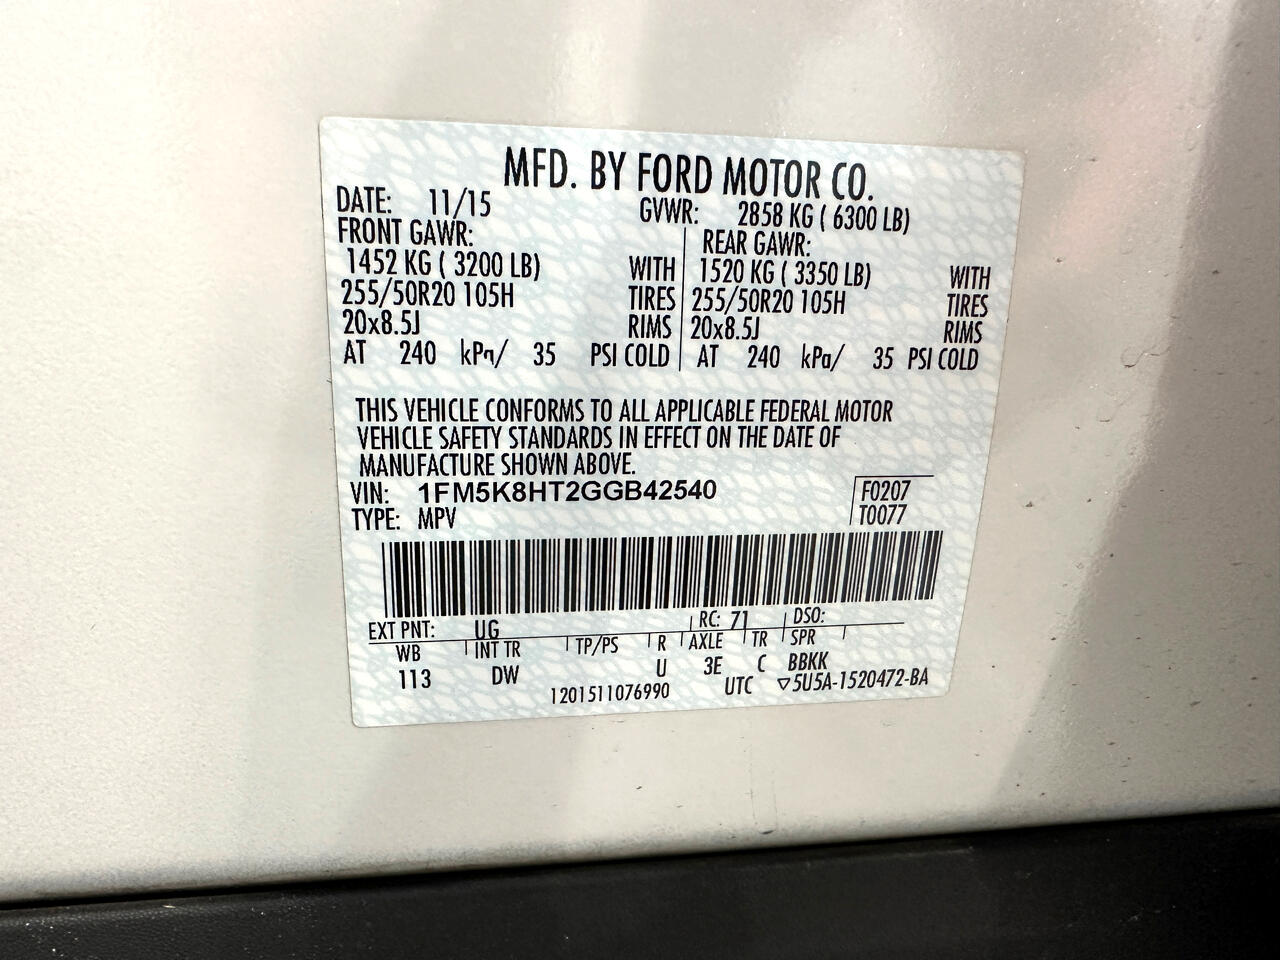 MFD. BY FORD MOTOR CO.
DATE: 11/15 GVWR: 2858 KG ( 6300 LB)
FRONT GAWR: REAR GAWR:
1452 KG ( 3200 LB) WITH 1520 KG ( 3350 LB) WITH
255/50R20 105H TIRES 255/50R20 105H TIRES
20x8.5J RIMS 20x8.5J RIMS
AT 240 kPa/ 35 PSI COLD AT 240 kPa/ 35 PSI COLD
THIS VEHICLE CONFORMS TO ALL APPLICABLE FEDERAL MOTOR
VEHICLE SAFETY STANDARDS IN EFFECT ON THE DATE OF
MANUFACTURE SHOWN ABOVE.
VIN: 1FM5K8HT2GGB42540 F0207
TYPE: MPV T0077
EXT PNT: UG RC: 71 DSO:
WB INT TR TP/PS R AXLE TR SPR
113 DW U 3E C BBKK
1201511076990 UTC ▽5U5A-1520472-BA